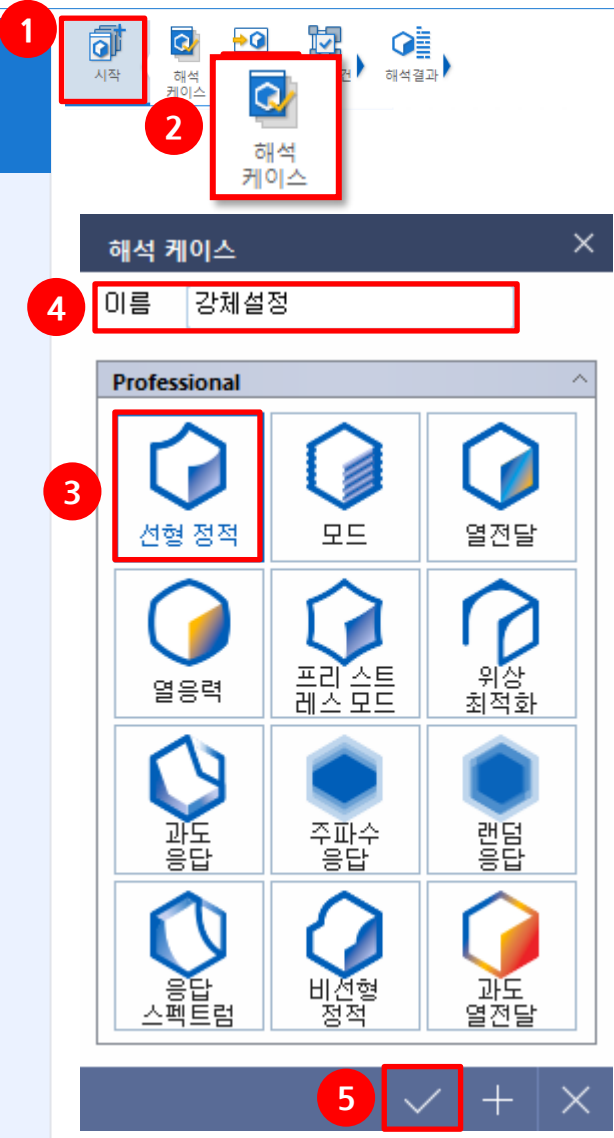 1
시작
해석
케이스
건
해석결과
2
해석
케이스
해석 케이스
4
이름 강체설정
Professional
3
선형 정적
모드
열전달
열응력
프리 스트
레스 모드
위상
최적화
과도
응답
주파수
응답
랜덤
응답
응답
스펙트럼
비선형
정적
과도
열전달
5